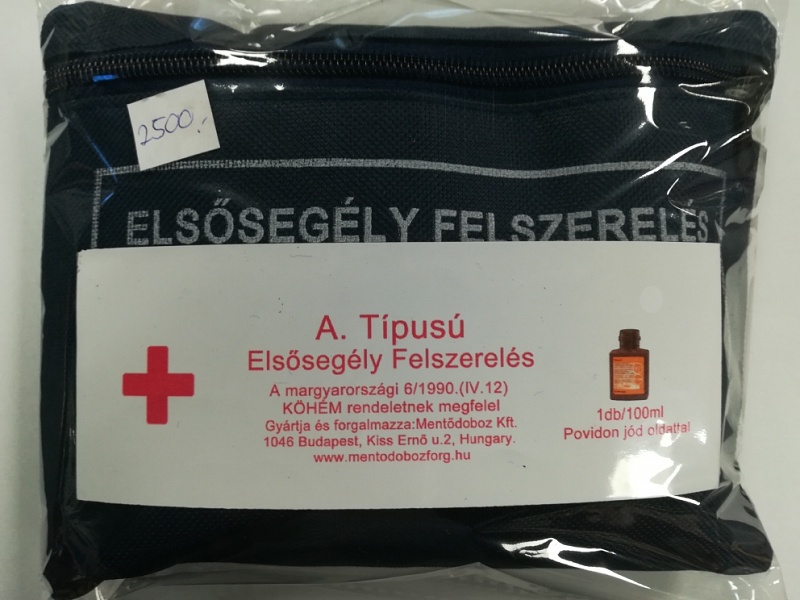 2500.-
ELSŐSEGÉLY FELSZERELÉS
A. Típusú
Elsősegély Felszerelés
A margyarországi 6/1990.(IV.12)
KÖHÉM rendeletnek megfelel
Gyártja és forgalmazza:Mentődoboz Kft.
1046 Budapest, Kiss Ernő u.2, Hungary.
www.mentodobozforg.hu
1db/100ml
Povidon jód oldattal